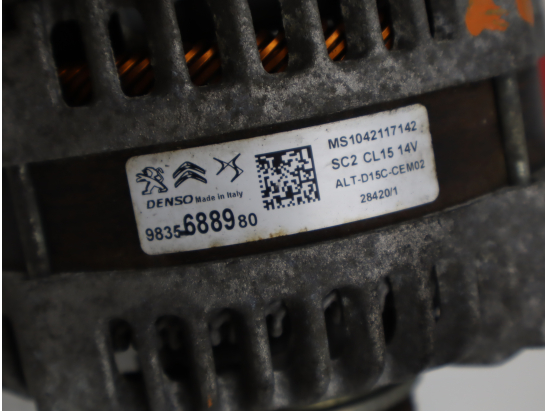 MS1042117142
SC2 CL15 14V
ALT-D15C-CEM02
28420/1
DENSO Made in Italy
9835688980